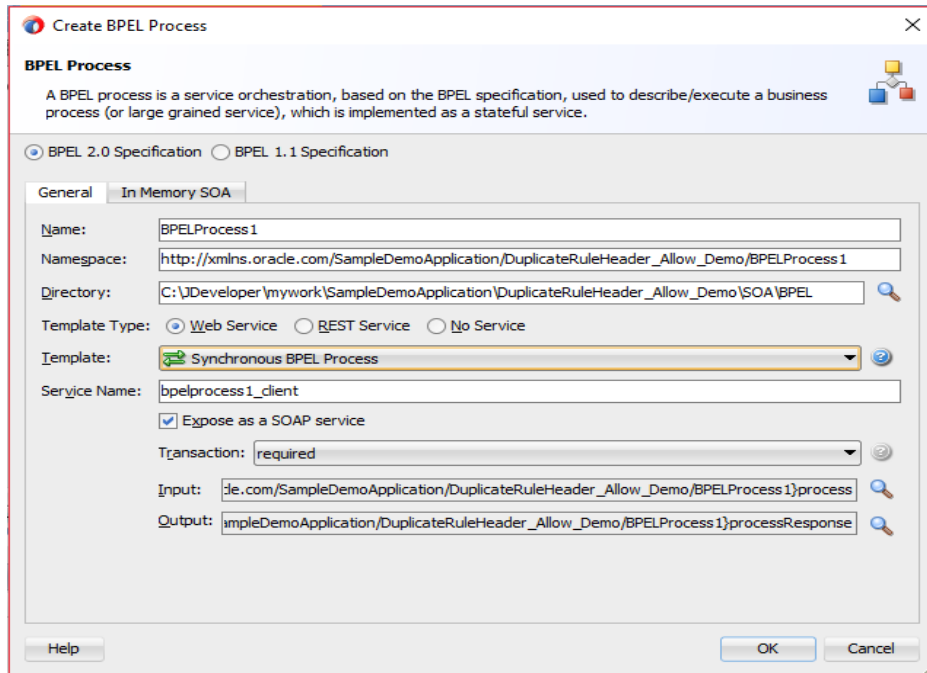 Create BPEL Process
BPEL Process
A BPEL process is a service orchestration, based on the BPEL specification, used to describe/execute a business
process (or large grained service), which is implemented as a stateful service.
BPEL 2.0 Specification BPEL 1.1 Specification
General In Memory SOA
Name: BPELProcess1
Namespace: http://xmlns.oracle.com/SampleDemoApplication/DuplicateRuleHeader_Allow_Demo/BPELProcess1
Directory: C:\JDeveloper\mywork\SampleDemoApplication\DuplicateRuleHeader_Allow_Demo\SOA\BPEL
Template Type: Web Service REST Service No Service
Template: Synchronous BPEL Process
Service Name: bpelprocess1_client
Expose as a SOAP service
Transaction: required
Input: cle.com/SampleDemoApplication/DuplicateRuleHeader_Allow_Demo/BPELProcess1}process
Output: ampleDemoApplication/DuplicateRuleHeader_Allow_Demo/BPELProcess1}processResponse
Help OK Cancel